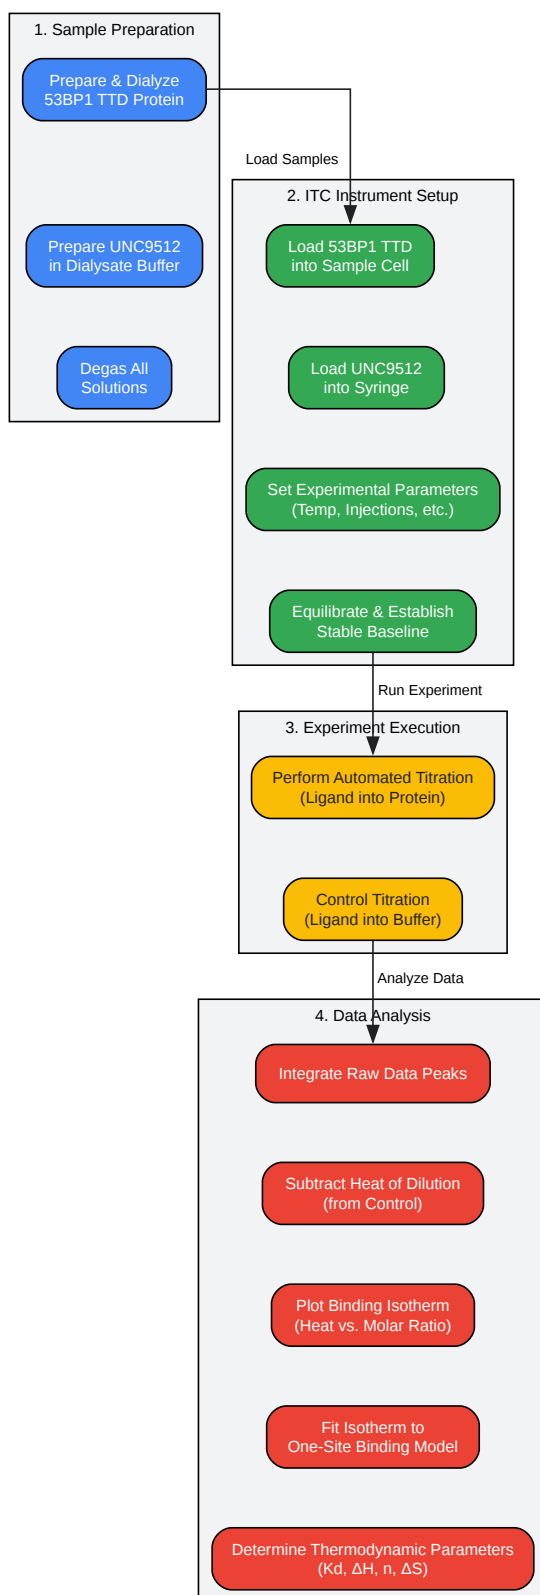 1. Sample Preparation
Prepare & Dialyze
53BP1 TTD Protein
Prepare UNC9512
in Dialysate Buffer
Degas All
Solutions
Load Samples
2. ITC Instrument Setup
Load 53BP1 TTD
into Sample Cell
Load UNC9512
into Syringe
Set Experimental Parameters
(Temp, Injections, etc.)
Equilibrate & Establish
Stable Baseline
Run Experiment
3. Experiment Execution
Perform Automated Titration
(Ligand into Protein)
Control Titration
(Ligand into Buffer)
Analyze Data
4. Data Analysis
Integrate Raw Data Peaks
Subtract Heat of Dilution
(from Control)
Plot Binding Isotherm
(Heat vs. Molar Ratio)
Fit Isotherm to
One-Site Binding Model
Determine Thermodynamic Parameters
(Kd, ΔH, n, ΔS)